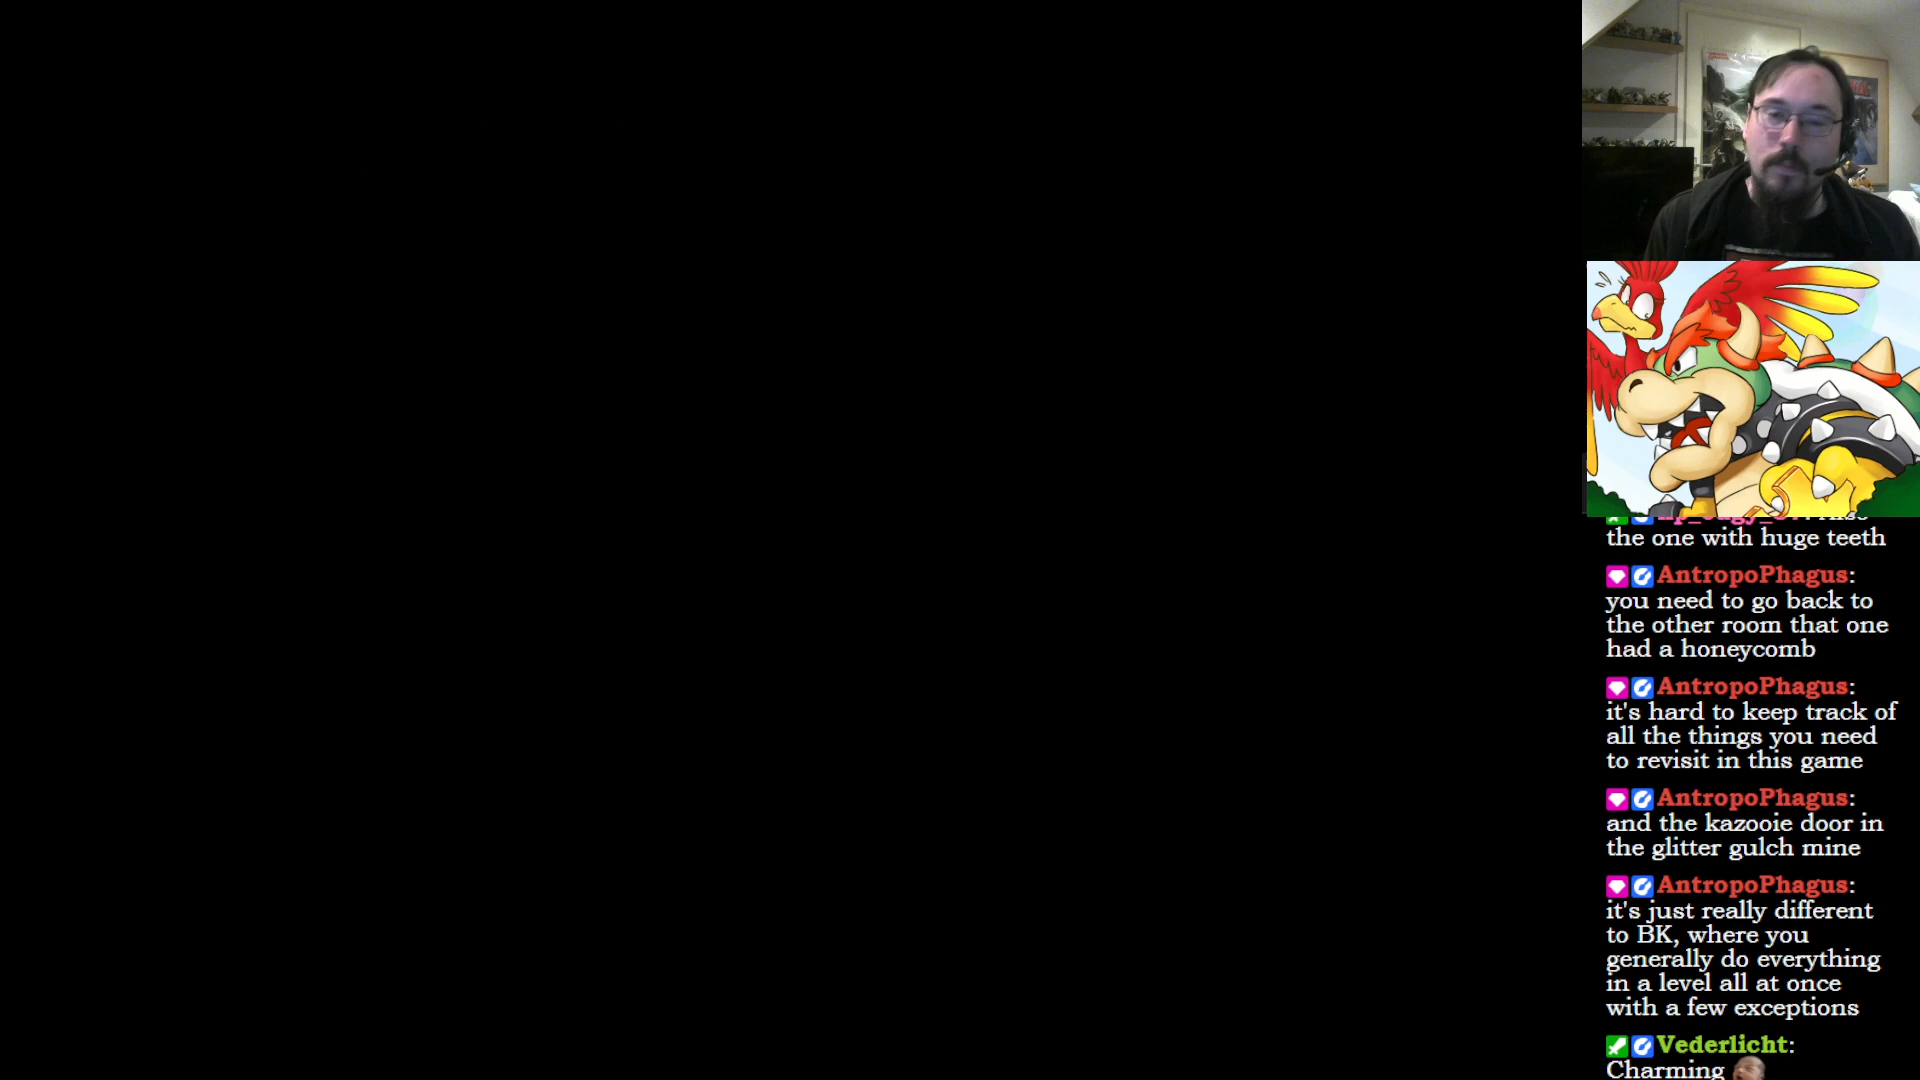 the one with huge teeth
AntropoPhagus:
you need to go back to
the other room that one
had a honeycomb
AntropoPhagus:
it's hard to keep track of
all the things you need
to revisit in this game
AntropoPhagus:
and the kazooie door in
the glitter gulch mine
AntropoPhagus:
it's just really different
to BK, where you
generally do everything
in a level all at once
with a few exceptions
Vederlicht:
Charming